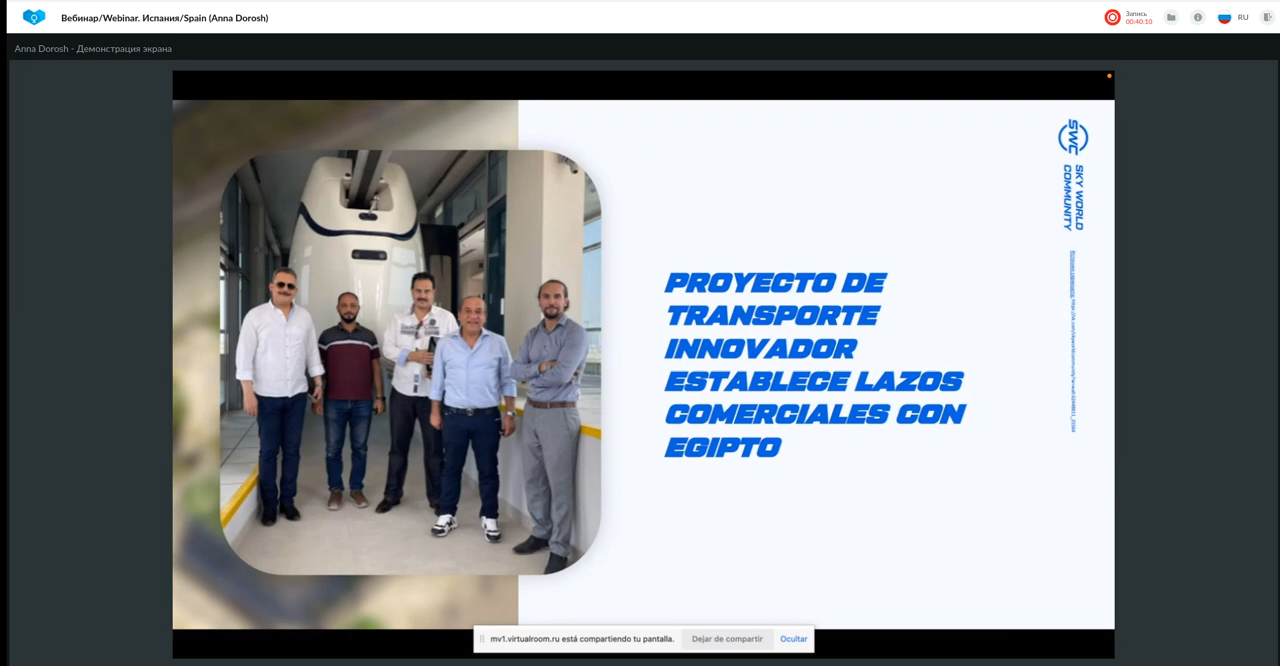 Вебинар/Webinar. Испания/Spain (Anna Dorosh)
Запись
00:40:10
RU
Anna Dorosh - Демонстрация экрана
SWC
SKY WORLD
COMMUNITY
PROYECTO DE
TRANSPORTE
INNOVADOR
ESTABLECE LAZOS
COMERCIALES CON
EGIPTO
mv1.virtualroom.ru está compartiendo tu pantalla.
Dejar de compartir
Ocultar